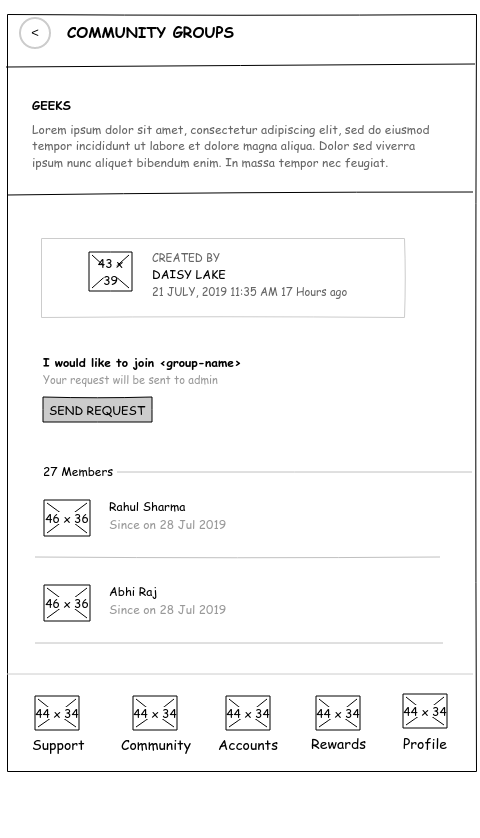 < COMMUNITY GROUPS
GEEKS
Lorem ipsum dolor sit amet, consectetur adipiscing elit, sed do eiusmod
tempor incididunt ut labore et dolore magna aliqua. Dolor sed viverra
ipsum nunc aliquet bibendum enim. In massa tempor nec feugiat.
43 x
39
CREATED BY
DAISY LAKE
21 JULY, 2019 11:35 AM 17 Hours ago
I would like to join <group-name>
Your request will be sent to admin
SEND REQUEST
27 Members
46 x 36
Rahul Sharma
Since on 28 Jul 2019
46 x 36
Abhi Raj
Since on 28 Jul 2019
44 x 34 44 x 34 44 x 34 44 x 34 44 x 34
Support Community Accounts Rewards Profile